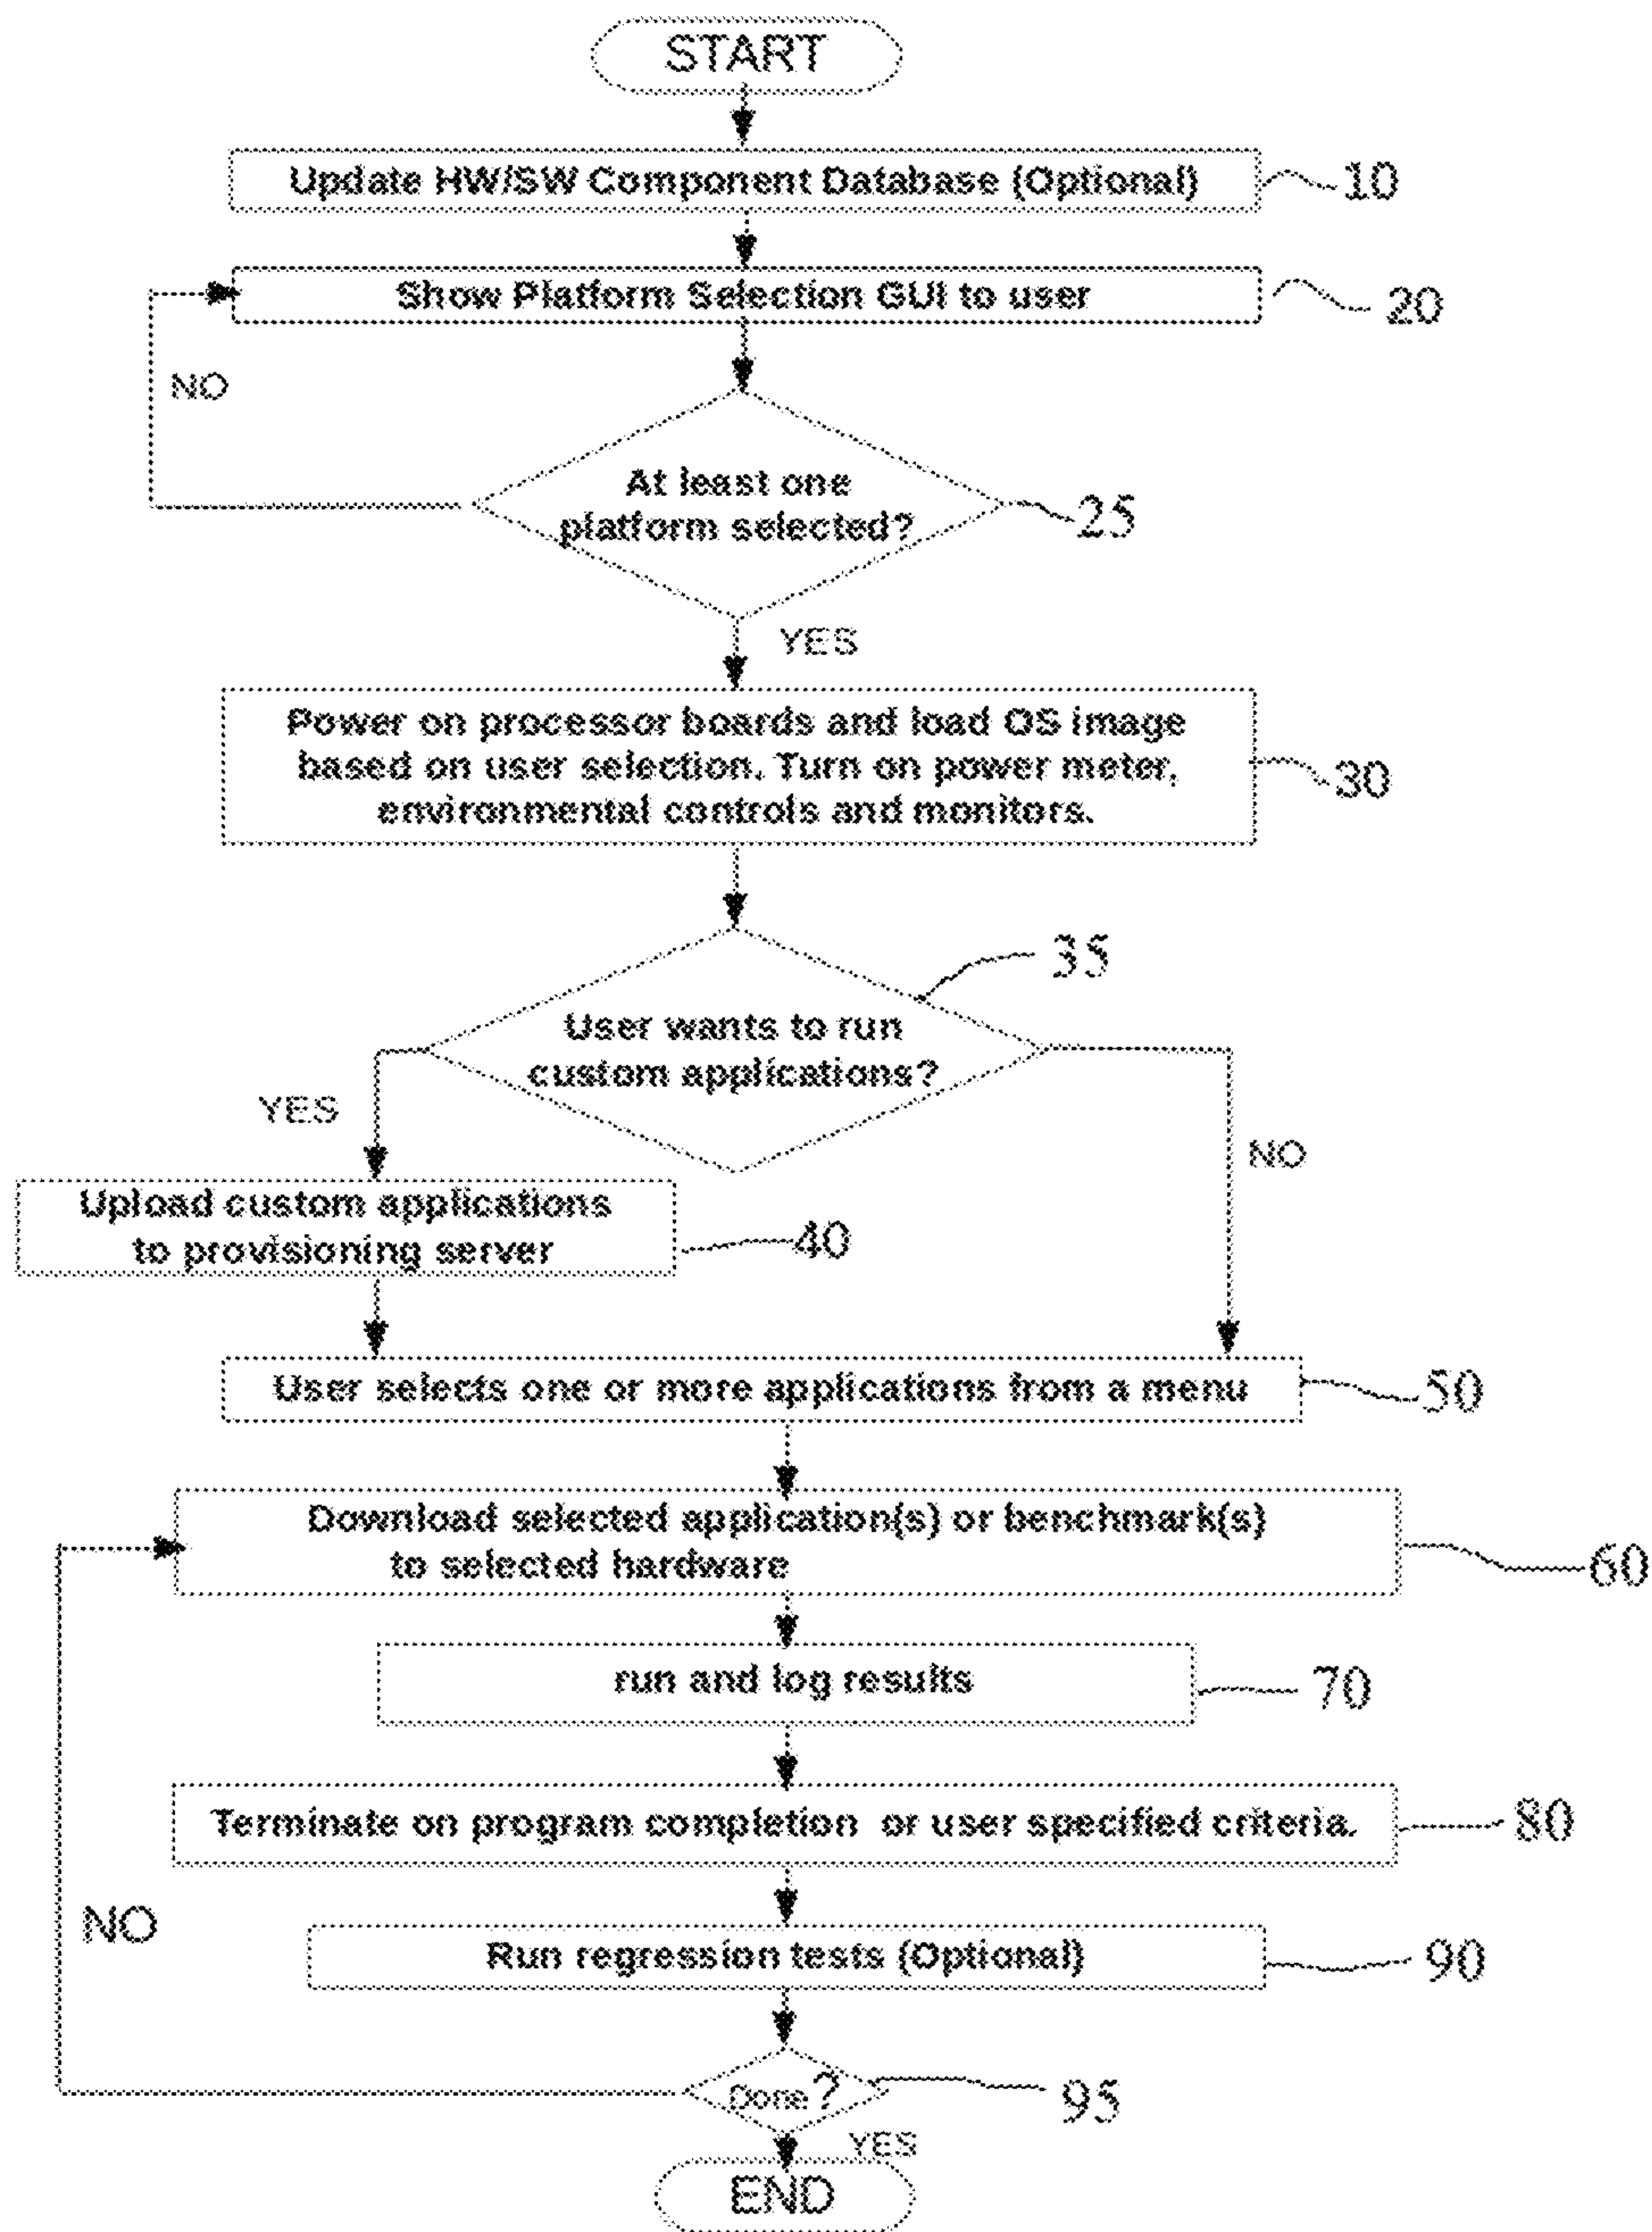 START
Update HW/SW Component Database (Optional)
10
Show Platform Selection GUI to user
20
NO
At least one
platform selected?
25
YES
Power on processor boards and load OS image
based on user selection. Turn on power meter,
environmental controls and monitors.
30
35
User wants to run
custom applications?
YES
NO
Upload custom applications
to provisioning server
40
User selects one or more applications from a menu
50
Download selected application(s) or benchmark(s)
to selected hardware
60
run and log results
70
Terminate on program completion or user specified criteria.
80
NO
Run regression tests (Optional)
90
Done?
95
YES
END